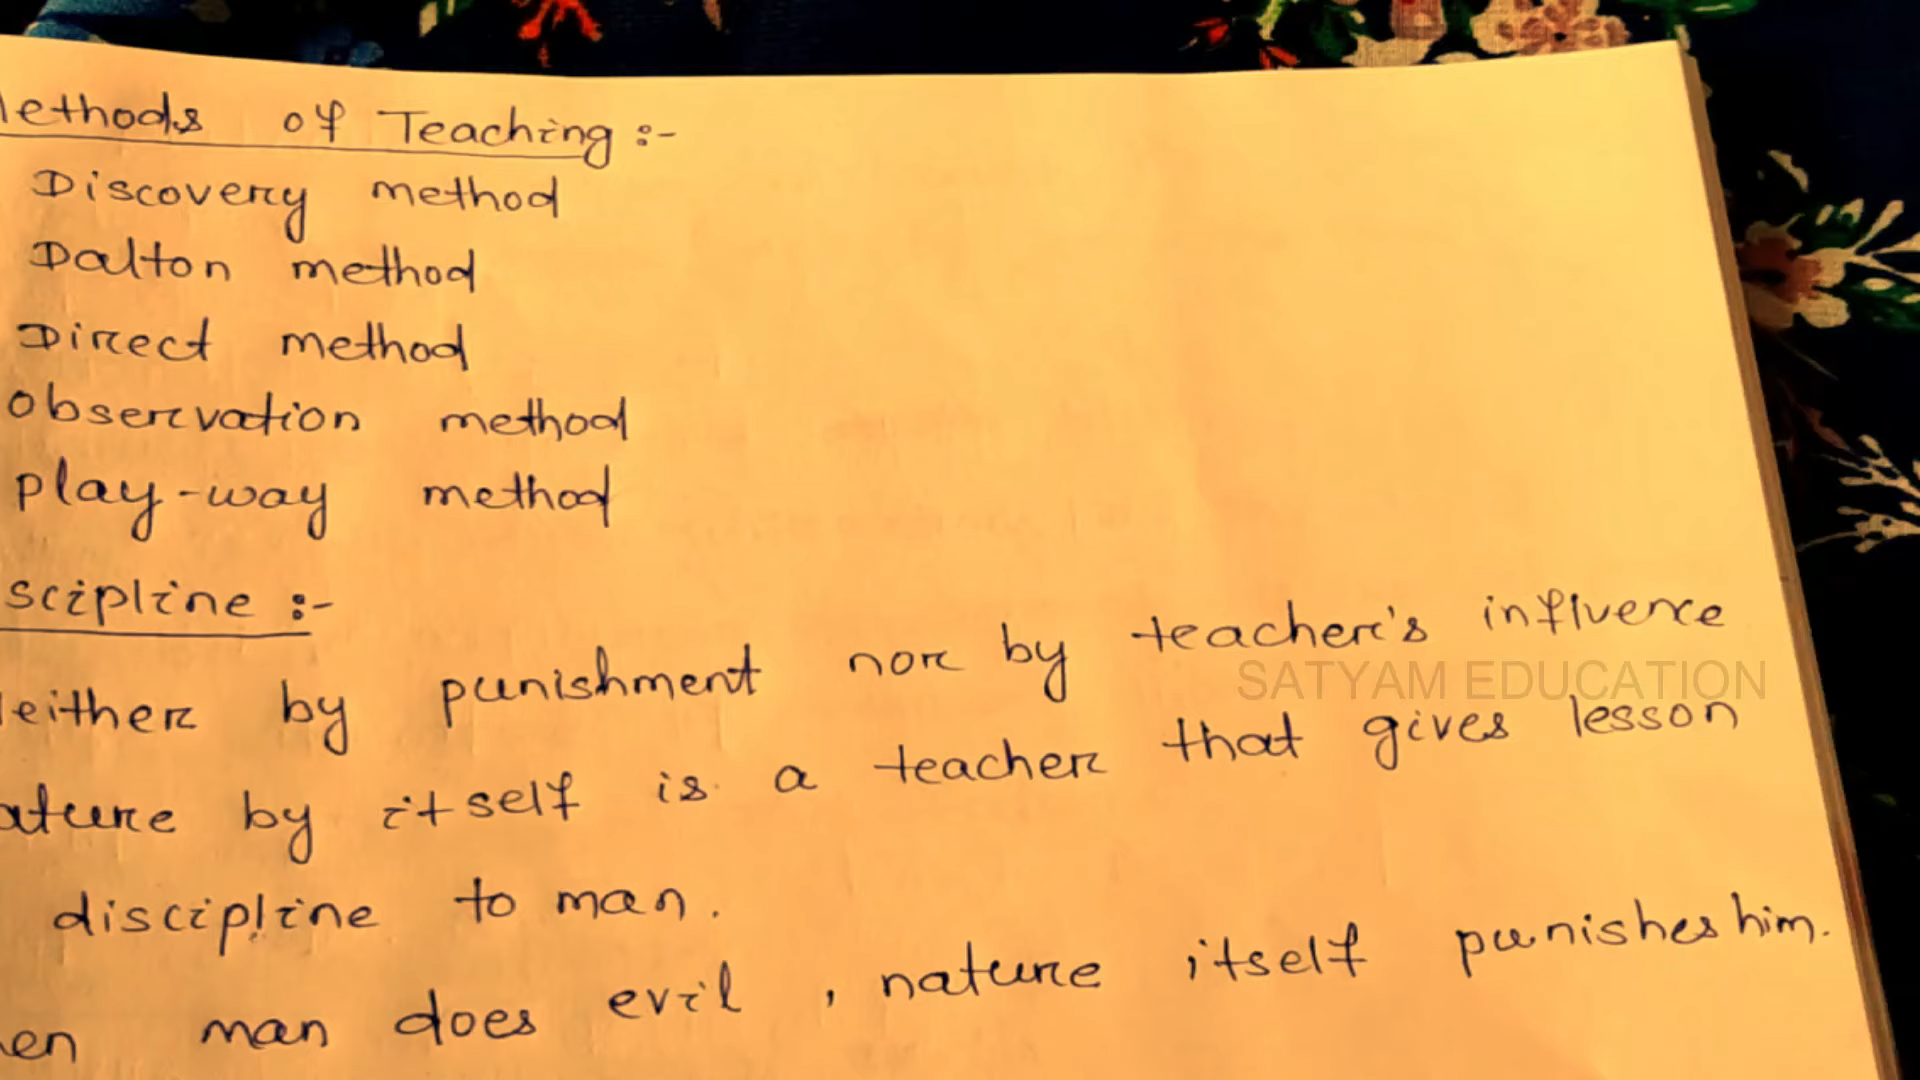 Methods of Teaching :-
Discovery method
Dalton method
Direct method
Observation method
Play-way method
scipline :-
Neither by punishment nor by teacher's influence
SATYAM EDUCATION
ature by itself is a teacher that gives lesson
discipline to man.
en man does evil, nature itself punishes him.